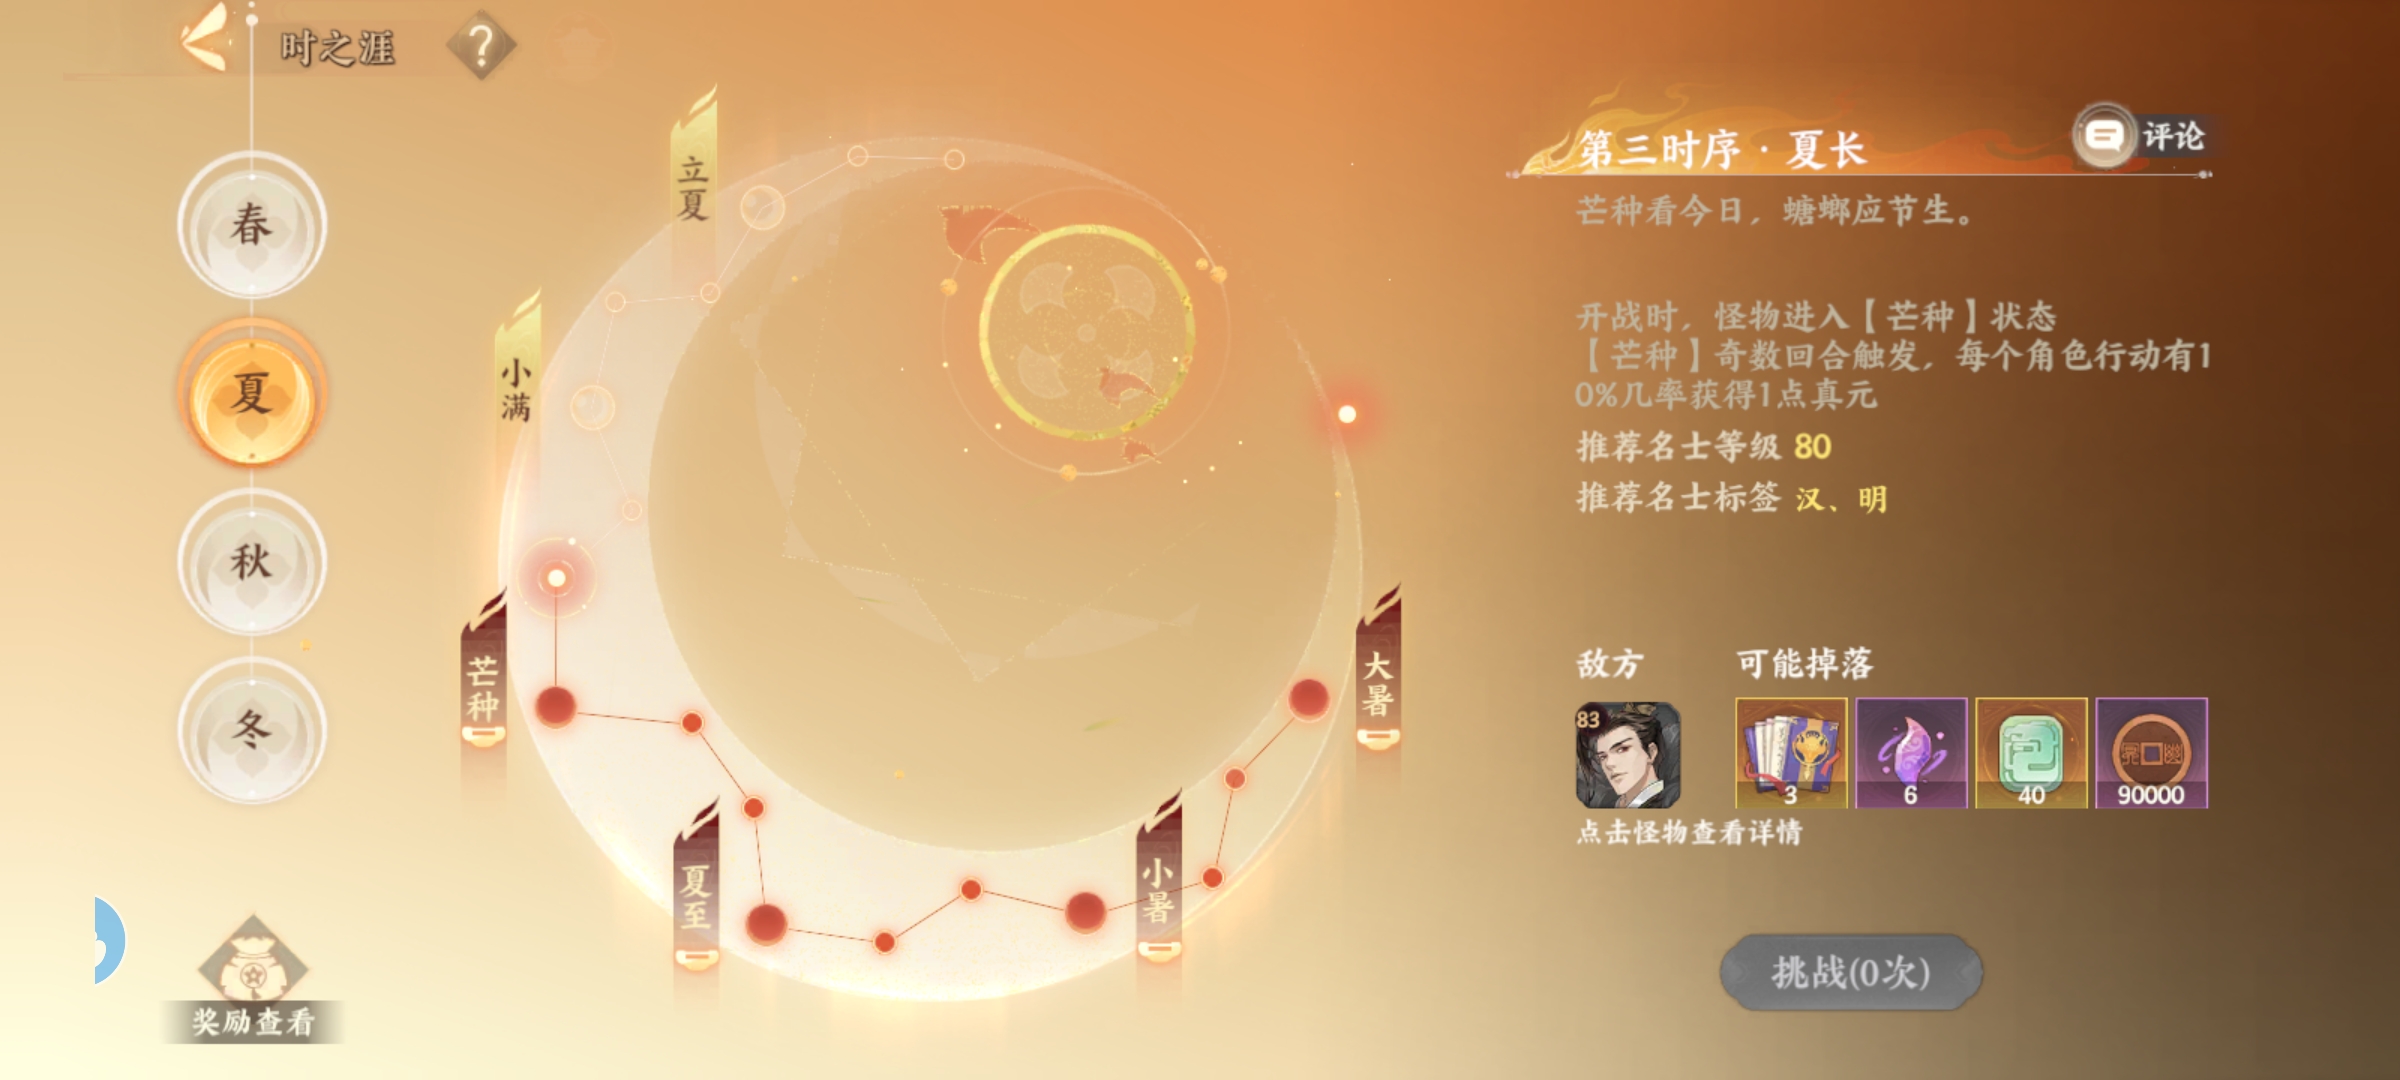 时之涯
?
春
夏
秋
冬
奖励查看
立夏
小满
芒种
夏至
小暑
大暑
第三时序·夏长
评论
芒种看今日，螗螂应节生。
开战时，怪物进入【芒种】状态
【芒种】奇数回合触发，每个角色行动有1
0%几率获得1点真元
推荐名士等级 80
推荐名士标签 汉、明
敌方
可能掉落
83
3
6
40
90000
点击怪物查看详情
挑战(0次)